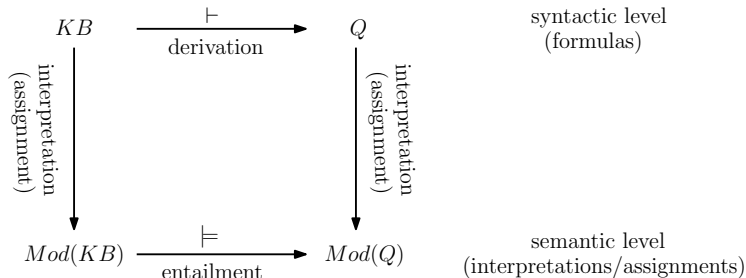 KB
⊢
derivation
Q
syntactic level
(formulas)
interpretation
(assignment)
interpretation
(assignment)
Mod(KB)
⊨
entailment
Mod(Q)
semantic level
(interpretations/assignments)